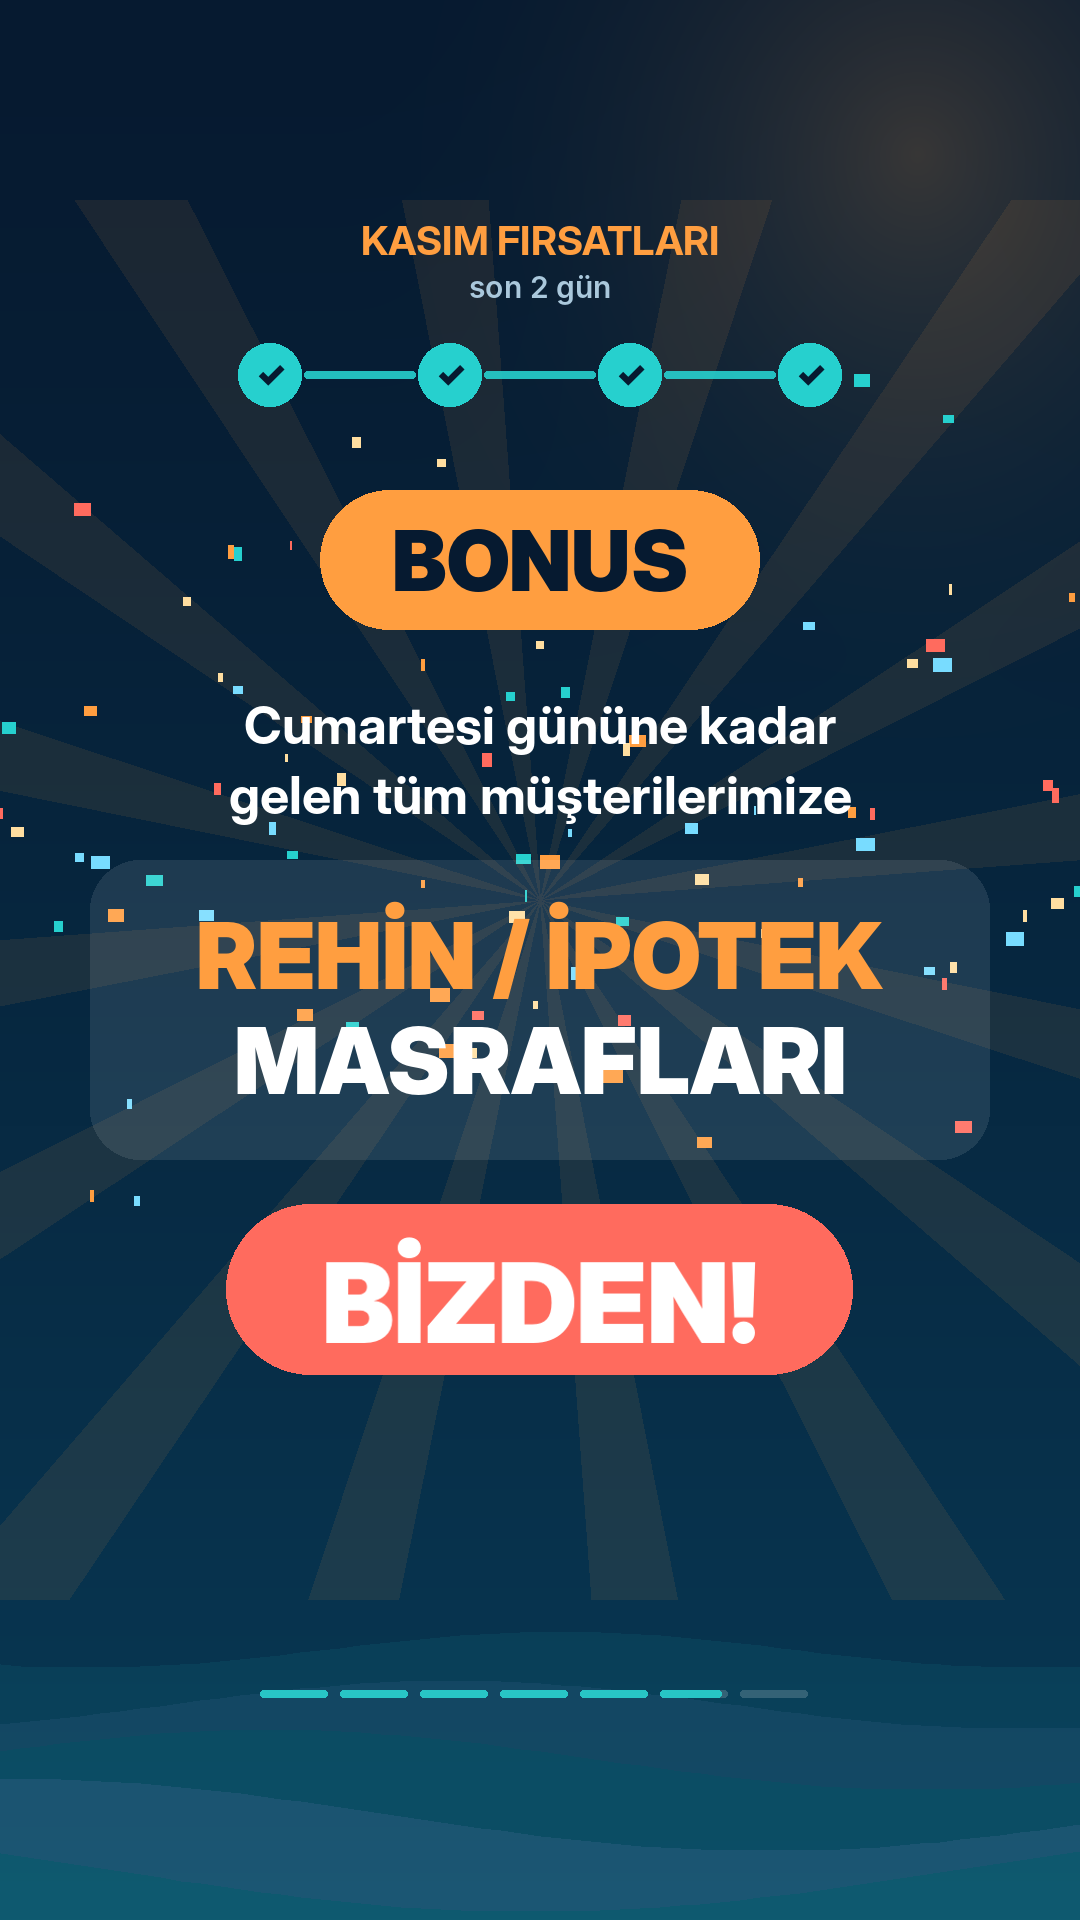 KASIM FIRSATLARI
son 2 gün
BONUS
Cumartesi gününe kadar
gelen tüm müşterilerimize
REHİN / İPOTEK
MASRAFLARI
BİZDEN!